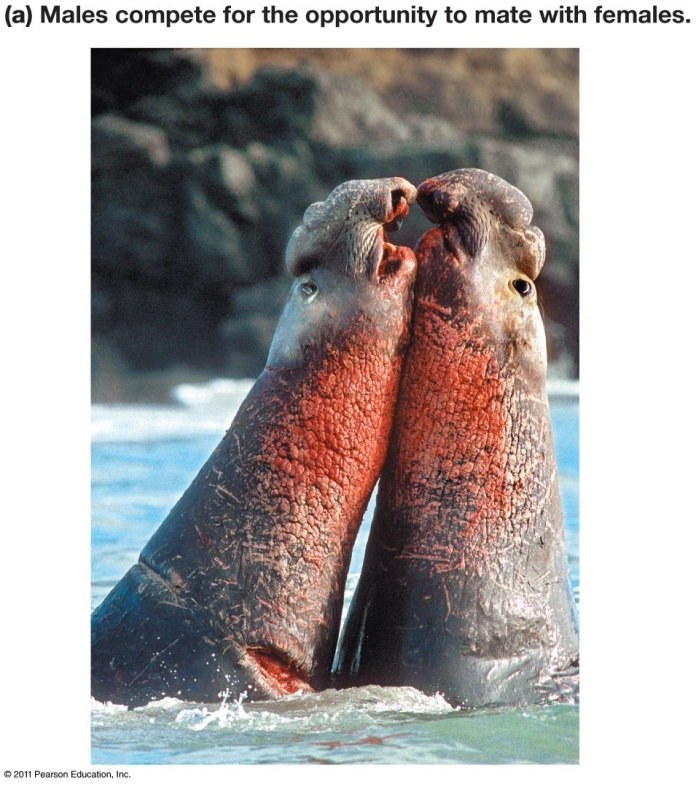 (a) Males compete for the opportunity to mate with females.
© 2011 Pearson Education, Inc.